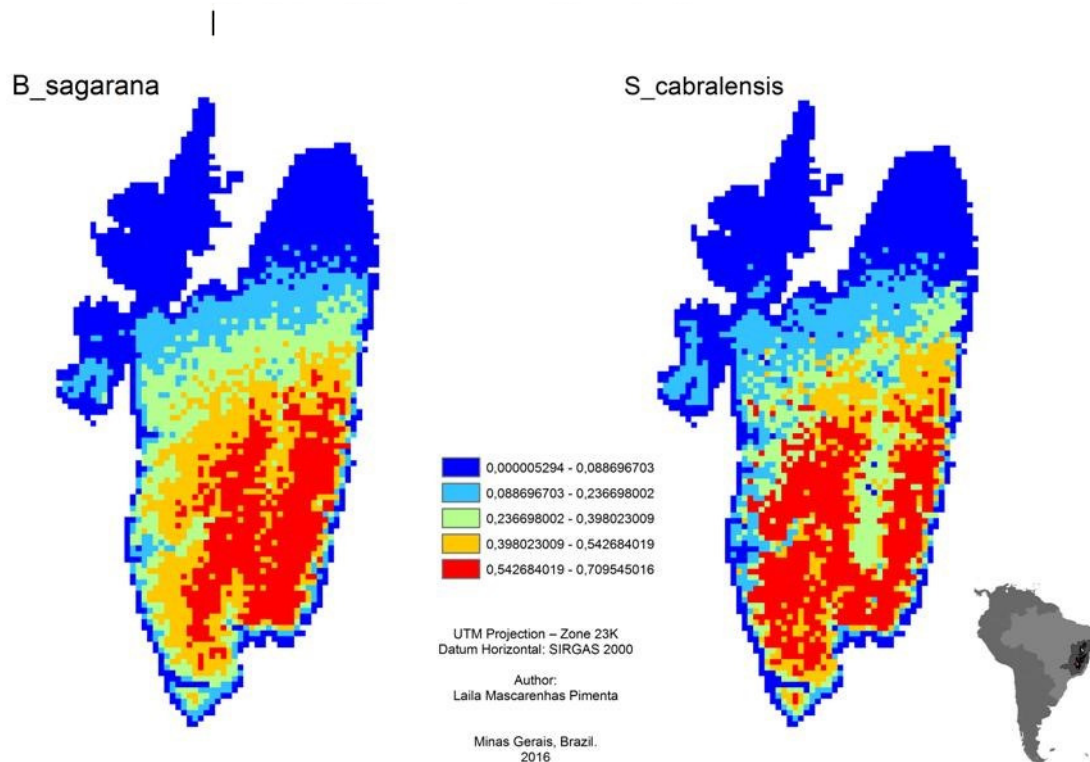 B_sagarana
S_cabralensis
0,000005294 - 0,088696703
0,088696703 - 0,236698002
0,236698002 - 0,398023009
0,398023009 - 0,542684019
0,542684019 - 0,709545016
UTM Projection – Zone 23K
Datum Horizontal: SIRGAS 2000
Author:
Laila Mascarenhas Pimenta
Minas Gerais, Brazil.
2016